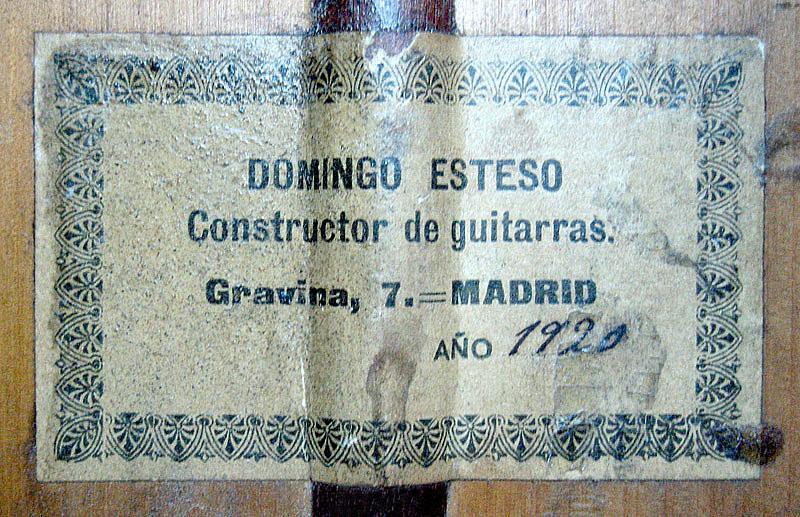 DOMINGO ESTESO
Constructor de guitarras.
Gravina, 7.=MADRID
AÑO 1920